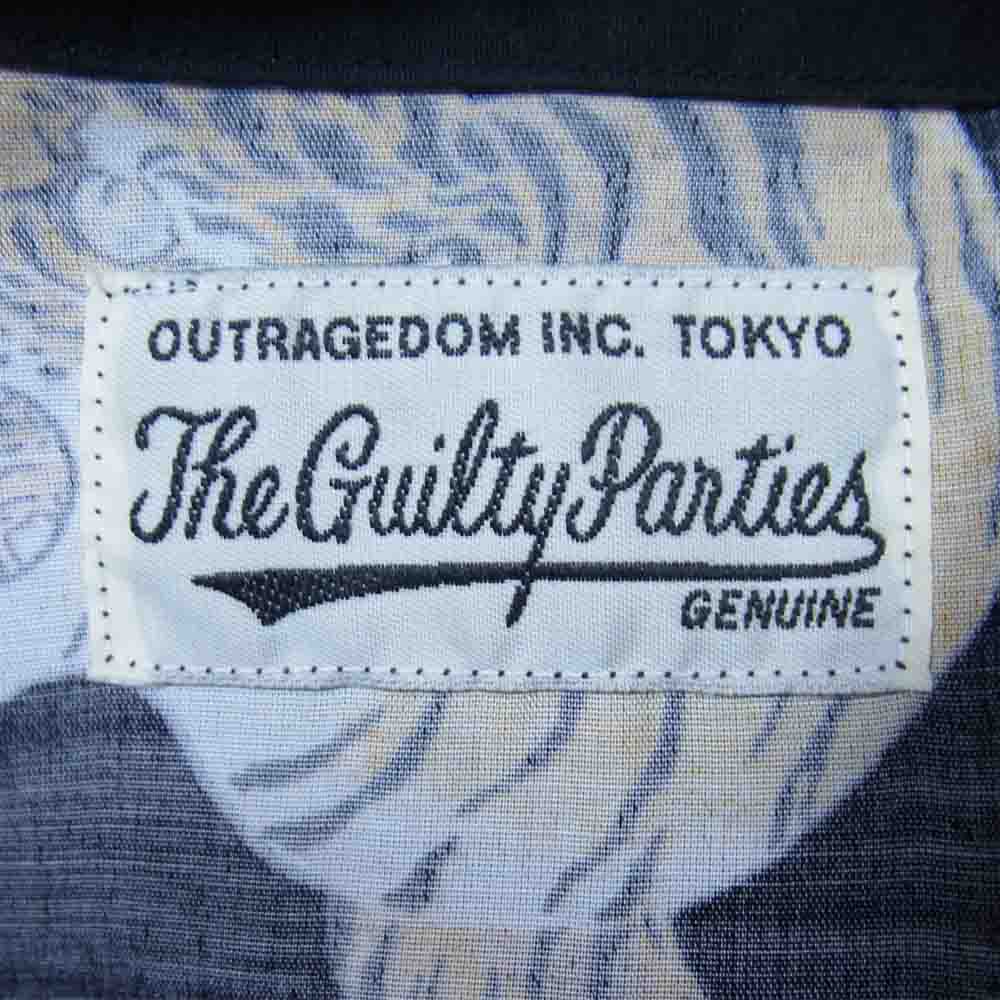 OUTRAGEDOM INC. TOKYO
The Guilty Parties
GENUINE